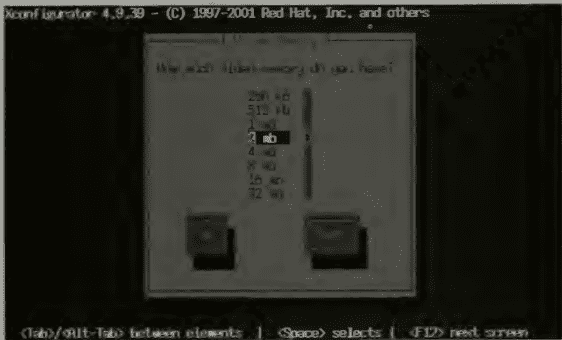 Xconfigurator 4.9.39 - (C) 1997-2001 Red Hat, Inc. and others
Video Memory
How much video memory do you have?
256 kb
512 kb
1 mb
2 mb
4 mb
8 mb
16 mb
32 mb
<Tab>/<Alt-Tab> between elements | <Space> selects | <F12> next screen